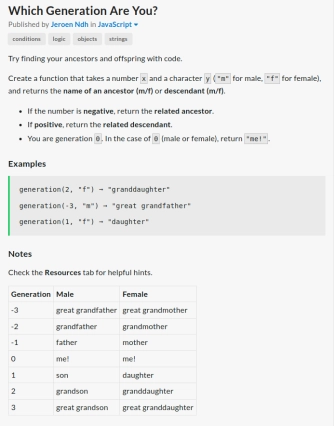 Which Generation Are You?
Published by Jeroen Ndh in JavaScript
conditions logic objects strings
Try finding your ancestors and offspring with code.
Create a function that takes a number x and a character y ("m" for male, "f" for female),
and returns the name of an ancestor (m/f) or descendant (m/f).
• If the number is negative, return the related ancestor.
• If positive, return the related descendant.
• You are generation 0. In the case of 0 (male or female), return "me!".
Examples
generation(2, "f") → "granddaughter"
generation(-3, "m") → "great grandfather"
generation(1, "f") → "daughter"
Notes
Check the Resources tab for helpful hints.
Generation Male Female
-3 great grandfather great grandmother
-2 grandfather grandmother
-1 father mother
0 me! me!
1 son daughter
2 grandson granddaughter
3 great grandson great granddaughter